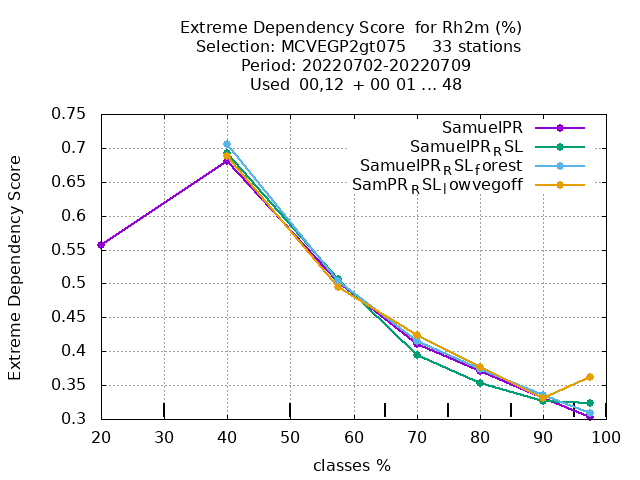 Extreme Dependency Score  for Rh2m (%)
Selection: MCVEGP2gt075     33 stations
Period: 20220702-20220709
Used  00,12  + 00 01 ... 48
0.75
0.7
0.65
0.6
0.55
0.5
0.45
0.4
0.35
0.3
Extreme Dependency Score
SamuelPR
SamuelPR_RSL
SamuelPR_RSL_forest
SamPR_RSL_lowvegoff
20 30 40 50 60 70 80 90 100
classes %